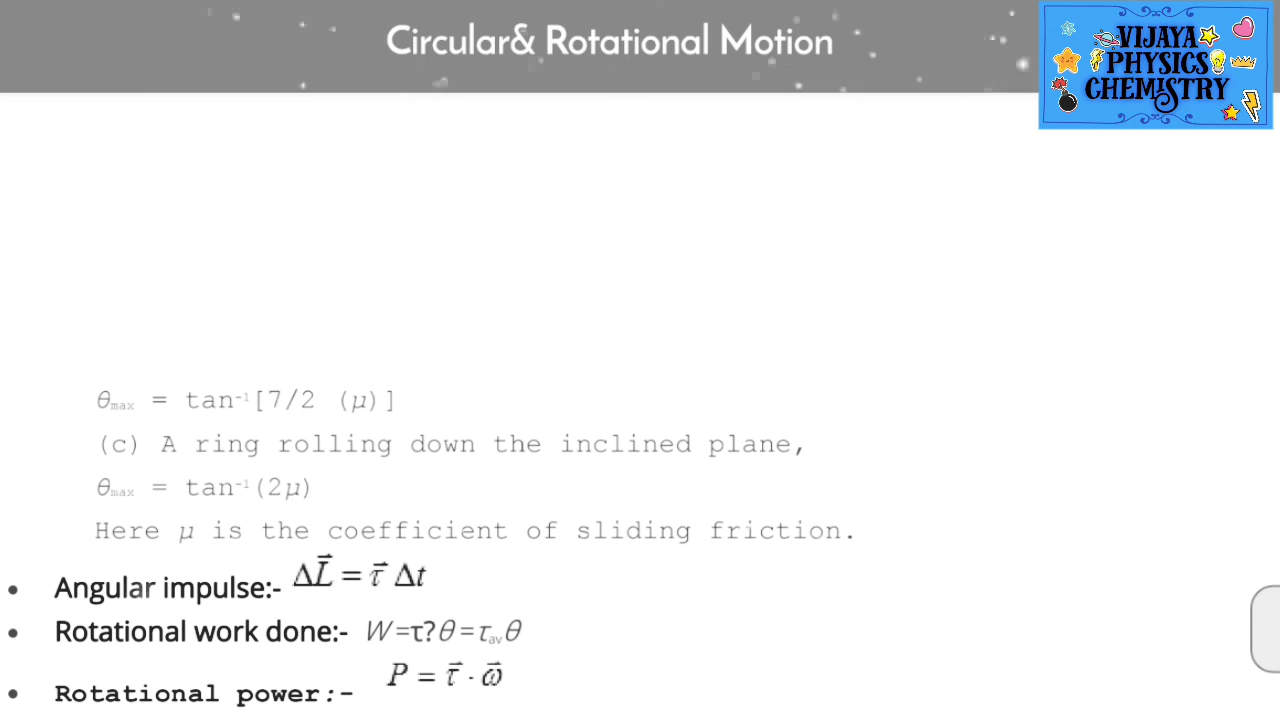 Circular& Rotational Motion
VIJAYA
PHYSICS
CHEMISTRY
θmax = tan⁻¹[7/2 (μ)]
(c) A ring rolling down the inclined plane,
θmax = tan⁻¹(2μ)
Here μ is the coefficient of sliding friction.
• Angular impulse:- ΔL⃗ = τ⃗ Δt
• Rotational work done:- W=τ?θ=τavθ
• Rotational power:- P = τ⃗ · ω⃗